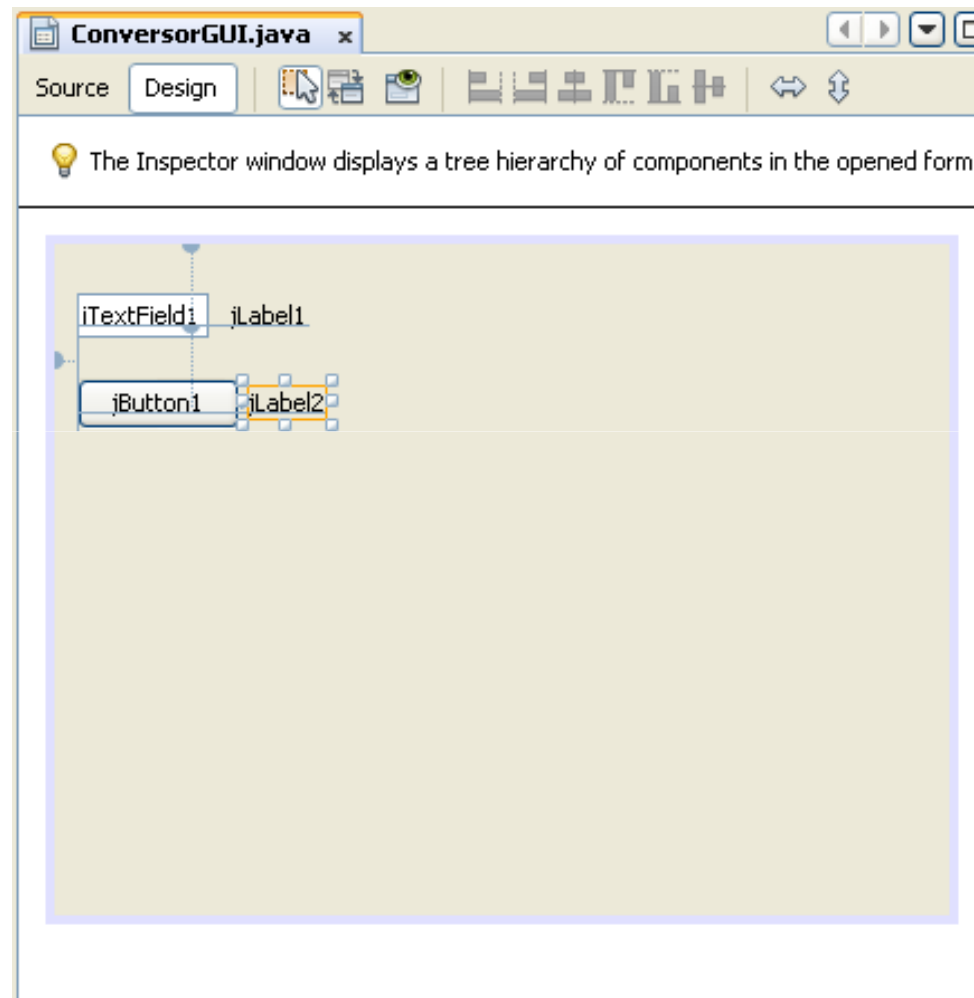 ConversorGUI.java x
Source Design
The Inspector window displays a tree hierarchy of components in the opened form
jTextField1 jLabel1
jButton1 jLabel2